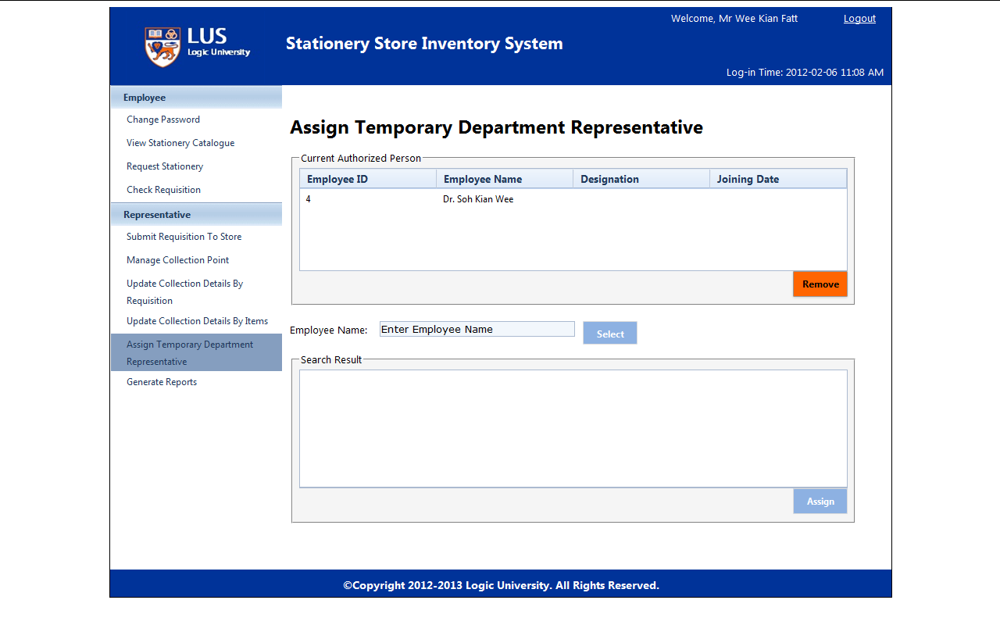 Welcome, Mr Wee Kian Fatt
Logout
LUS
Logic University
Stationery Store Inventory System
Log-in Time: 2012-02-06 11:08 AM
Employee
Change Password
View Stationery Catalogue
Request Stationery
Check Requisition
Representative
Submit Requisition To Store
Manage Collection Point
Update Collection Details By
Requisition
Update Collection Details By Items
Assign Temporary Department
Representative
Generate Reports
Assign Temporary Department Representative
Current Authorized Person
Employee ID Employee Name Designation Joining Date
4 Dr. Soh Kian Wee
Remove
Employee Name: Enter Employee Name Select
Search Result
Assign
©Copyright 2012-2013 Logic University. All Rights Reserved.